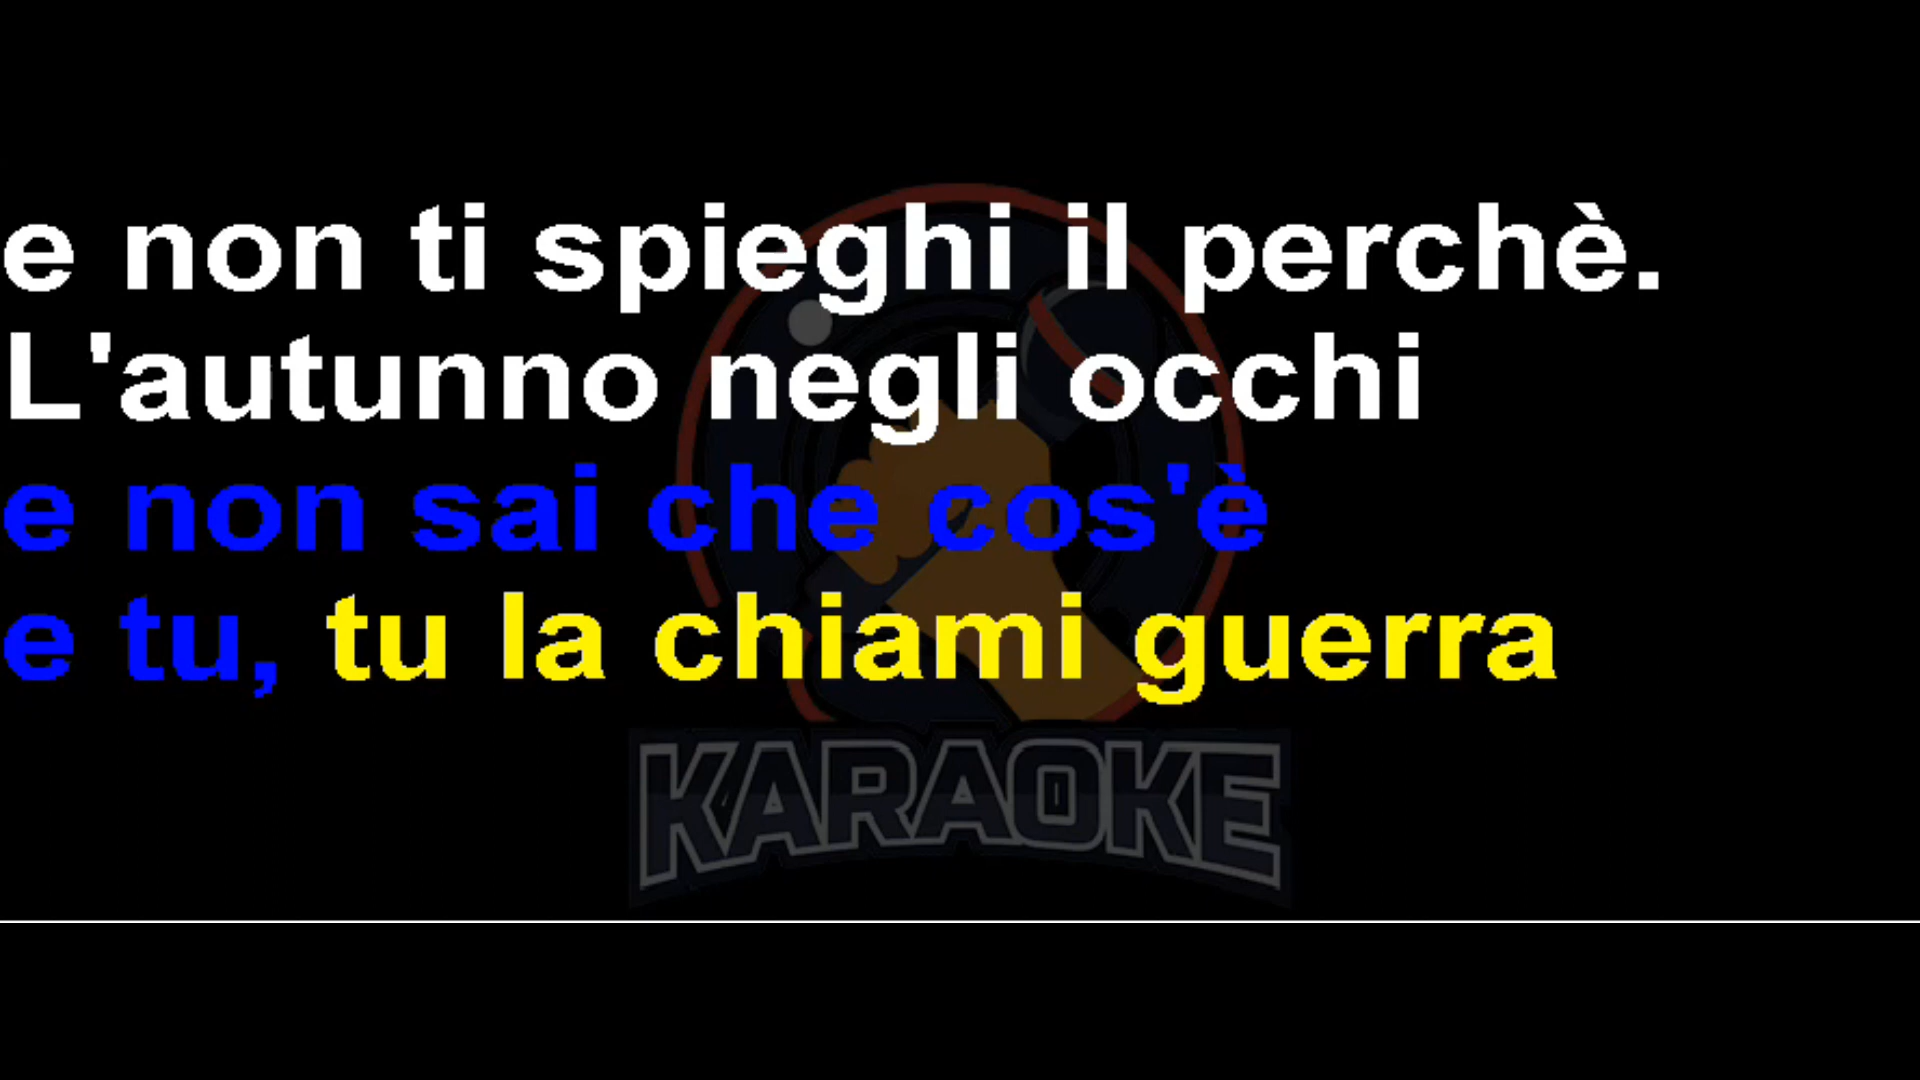 e non ti spieghi il perchè.
L'autunno negli occhi
e non sai che cos'è
e tu, tu la chiami guerra
KARAOKE